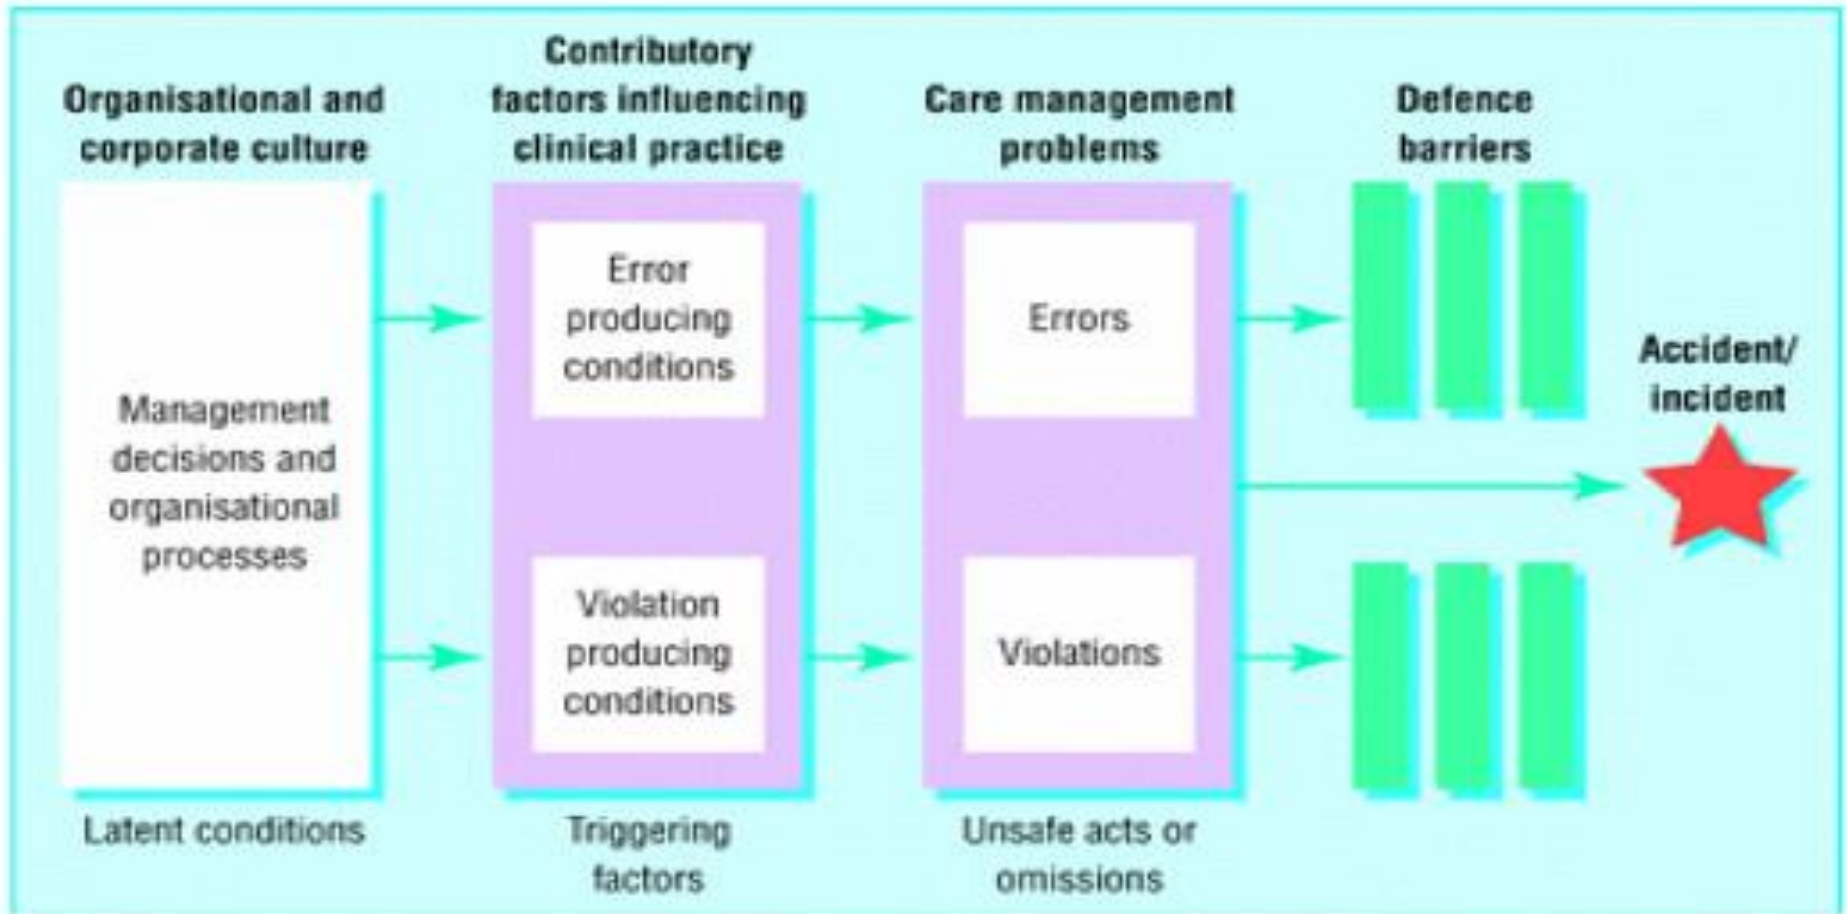 Organisational and
corporate culture
Contributory
factors influencing
clinical practice
Care management
problems
Defence
barriers
Management
decisions and
organisational
processes
Error
producing
conditions
Violation
producing
conditions
Errors
Violations
Accident/
incident
Latent conditions
Triggering
factors
Unsafe acts or
omissions